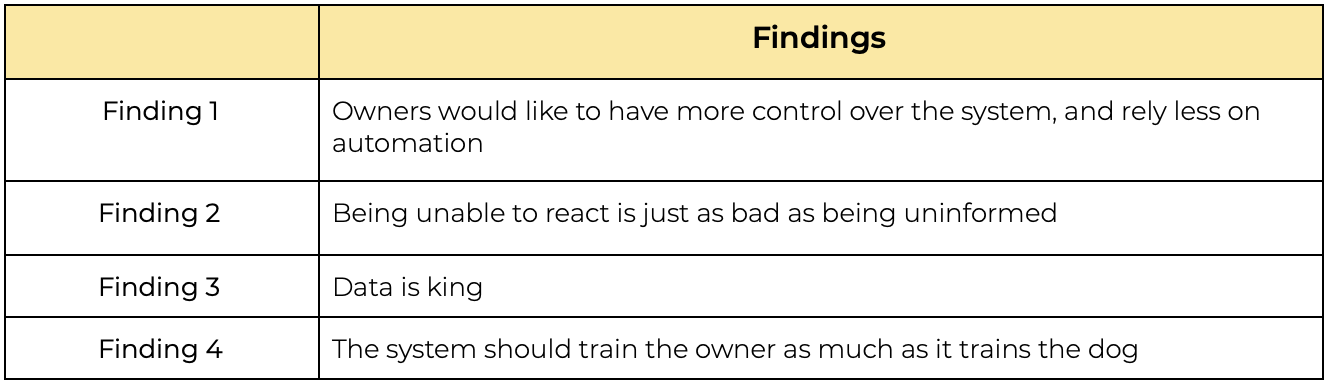 Findings
Finding 1
Owners would like to have more control over the system, and rely less on
automation
Finding 2
Being unable to react is just as bad as being uninformed
Finding 3
Data is king
Finding 4
The system should train the owner as much as it trains the dog